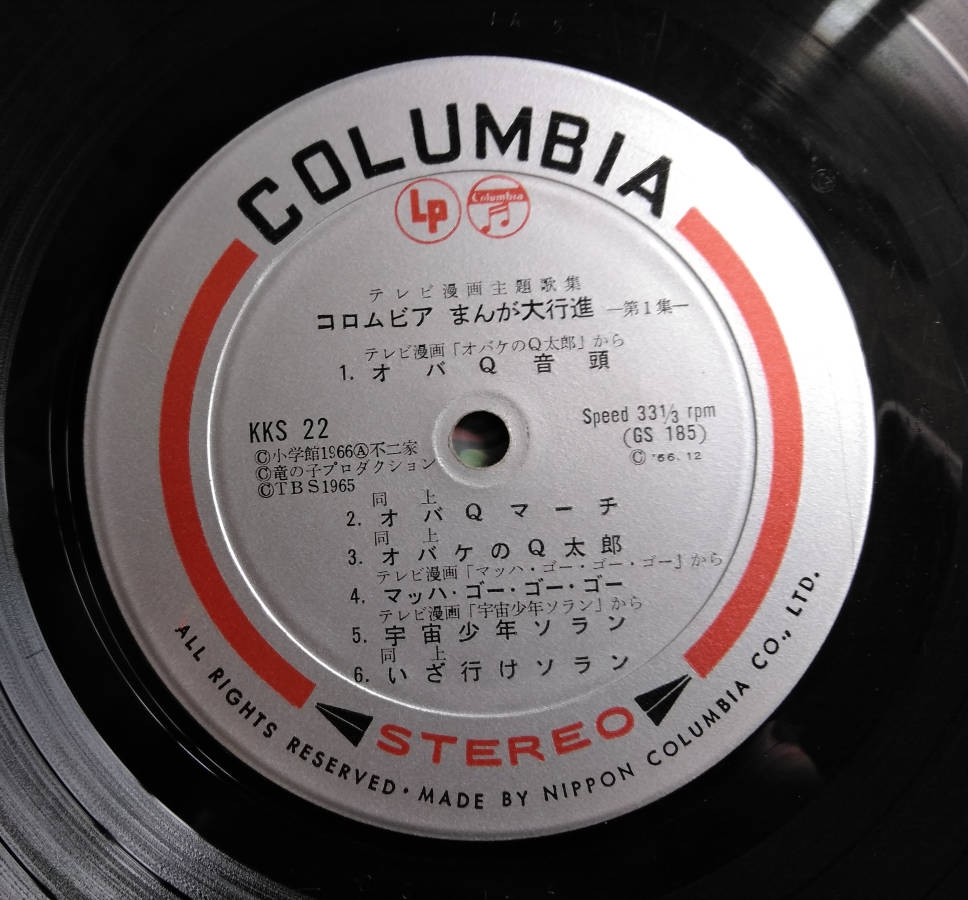 COLUMBIA
LP
Columbia
テレビ漫画主題歌集
コロムビア まんが大行進 ―第1集―
テレビ漫画「オバケのQ太郎」から
1. オバQ音頭
KKS 22
Speed 33 1/3 rpm
(GS 185)
Ⓒ小学館1966Ⓐ不二家
Ⓒ竜の子プロダクション
ⒸTBS1965
Ⓒ '66.12
同上
2. オバQマーチ
同上
3. オバケのQ太郎
テレビ漫画「マッハ・ゴー・ゴー・ゴー」から
4. マッハ・ゴー・ゴー・ゴー
テレビ漫画「宇宙少年ソラン」から
5. 宇宙少年ソラン
同上
6. いざ行けソラン
STEREO
ALL RIGHTS RESERVED・MADE BY NIPPON COLUMBIA CO., LTD.